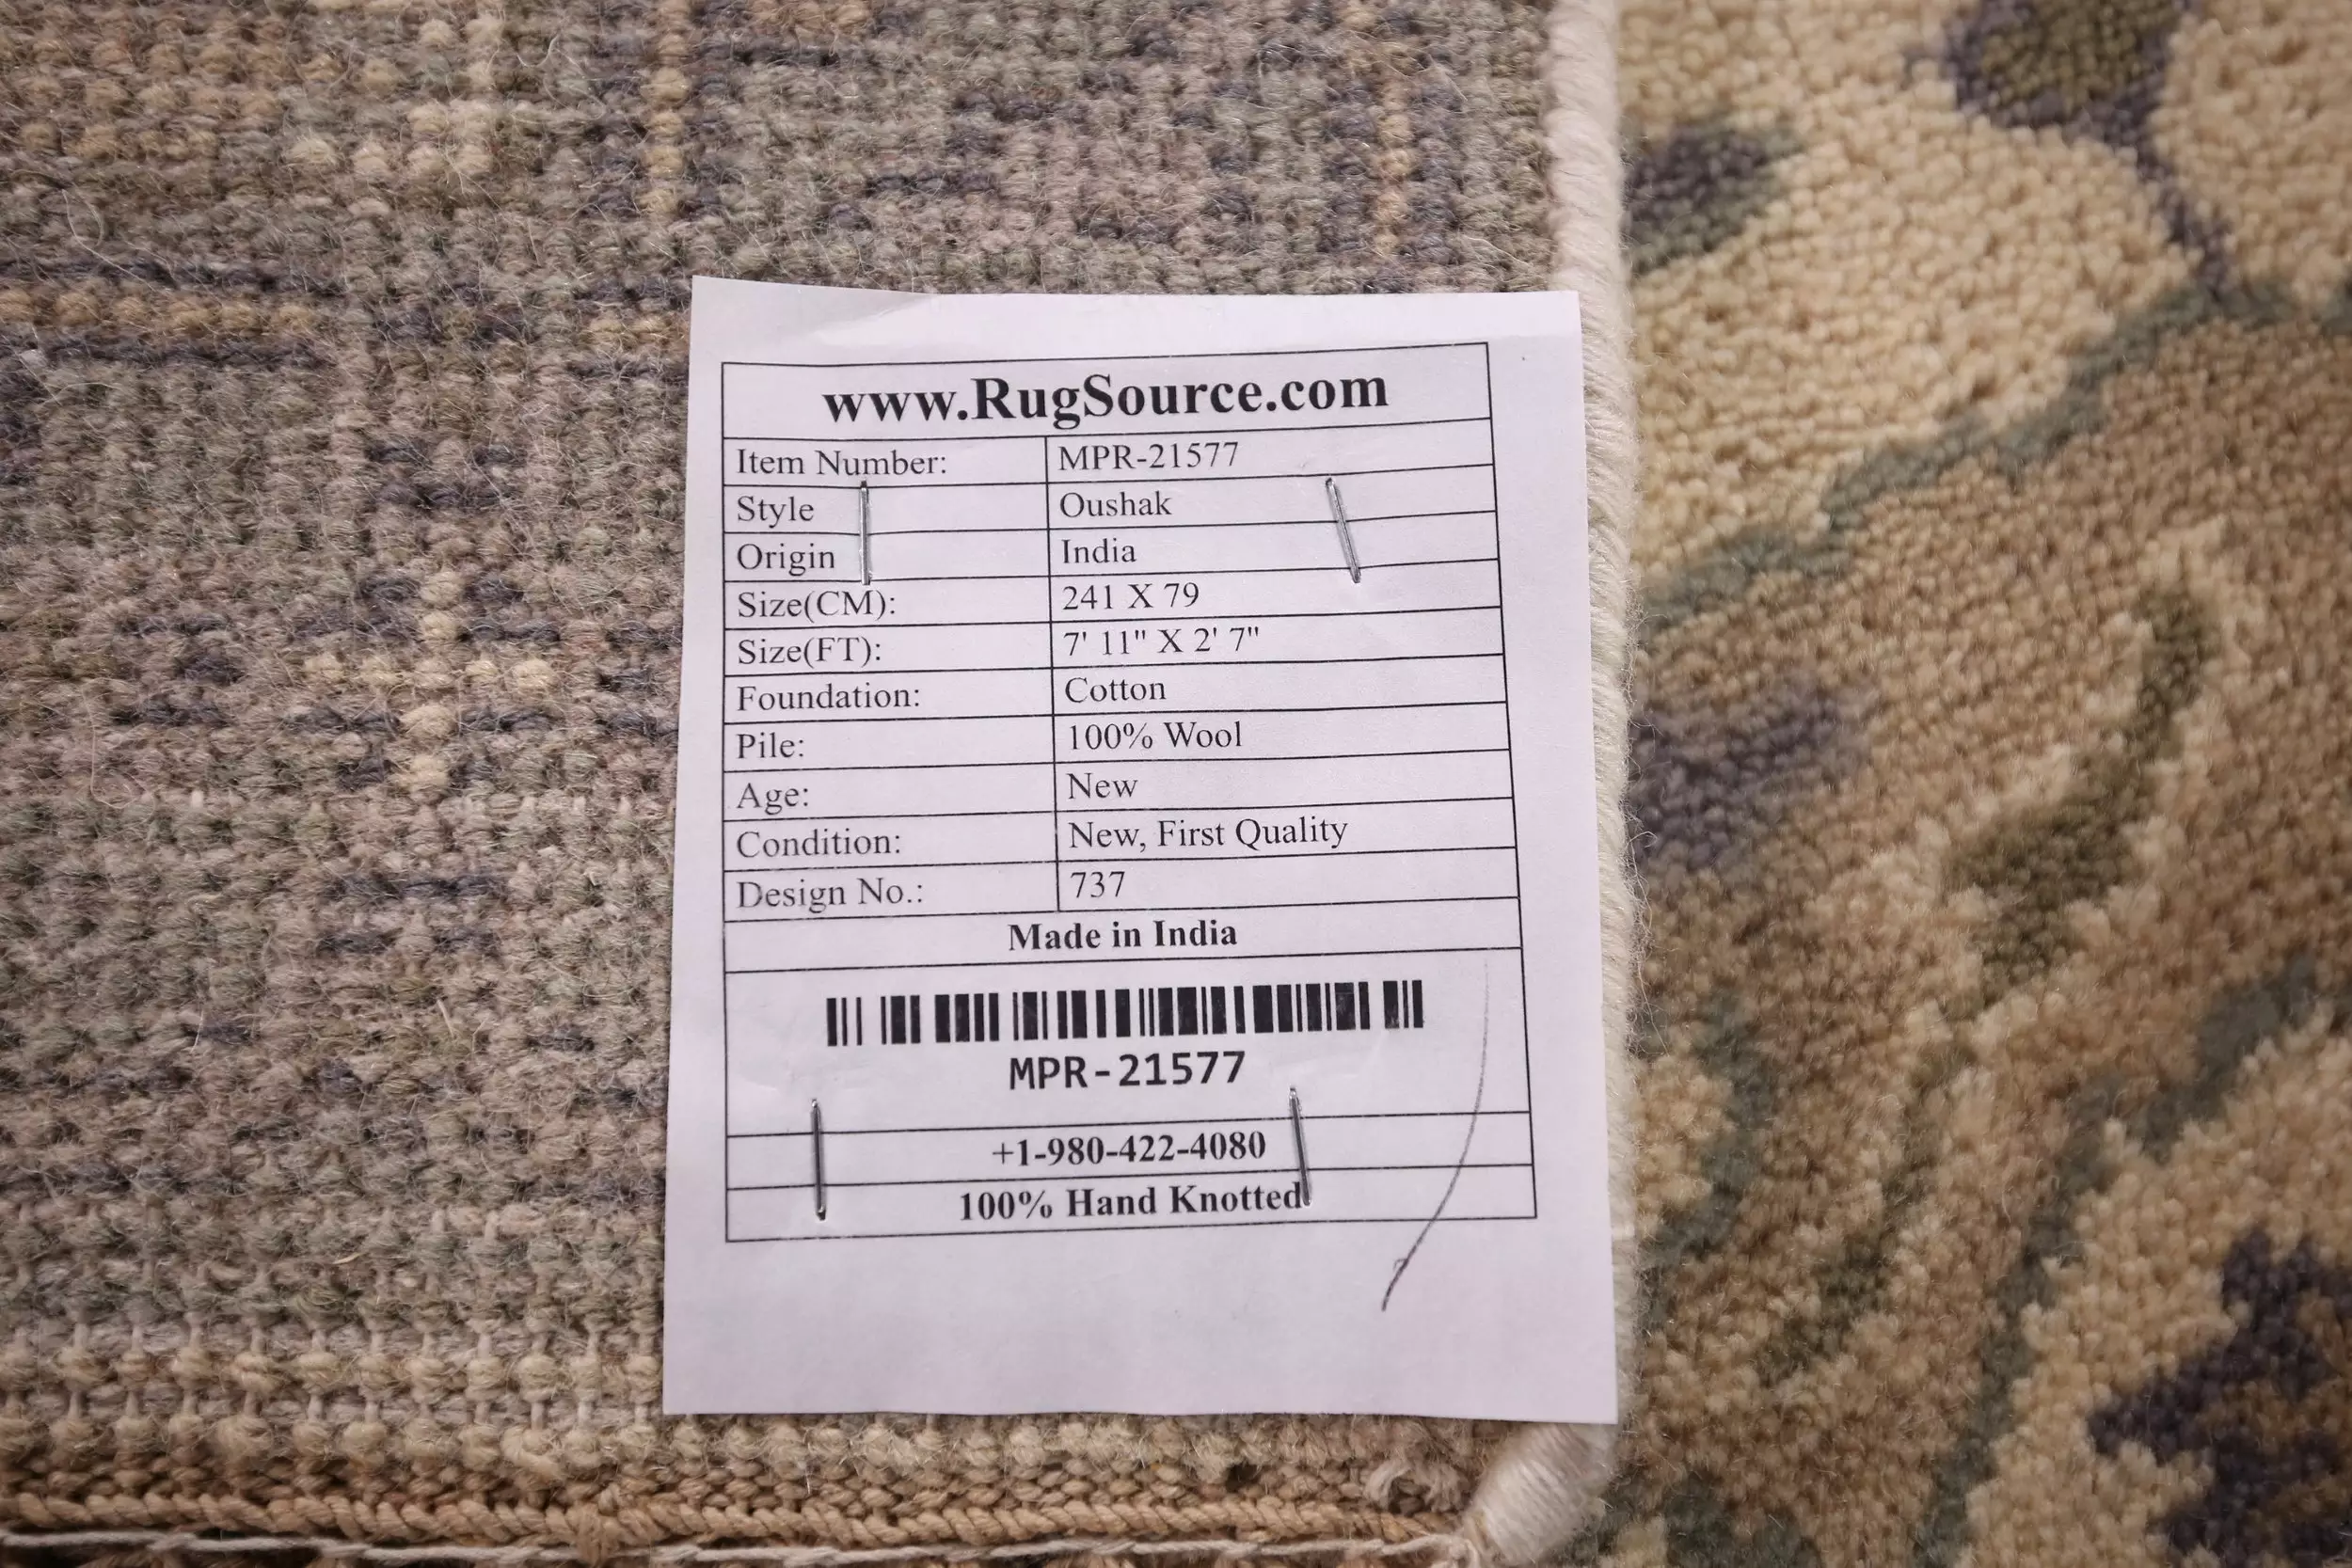 www.RugSource.com
Item Number: MPR-21577
Style Oushak
Origin India
Size(CM): 241 X 79
Size(FT): 7' 11" X 2' 7"
Foundation: Cotton
Pile: 100% Wool
Age: New
Condition: New, First Quality
Design No.: 737
Made in India
MPR-21577
+1-980-422-4080
100% Hand Knotted